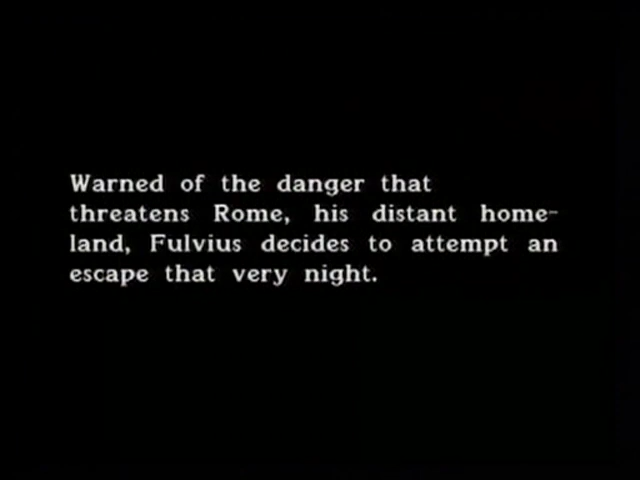 Warned of the danger that
threatens Rome, his distant home-
land, Fulvius decides to attempt an
escape that very night.